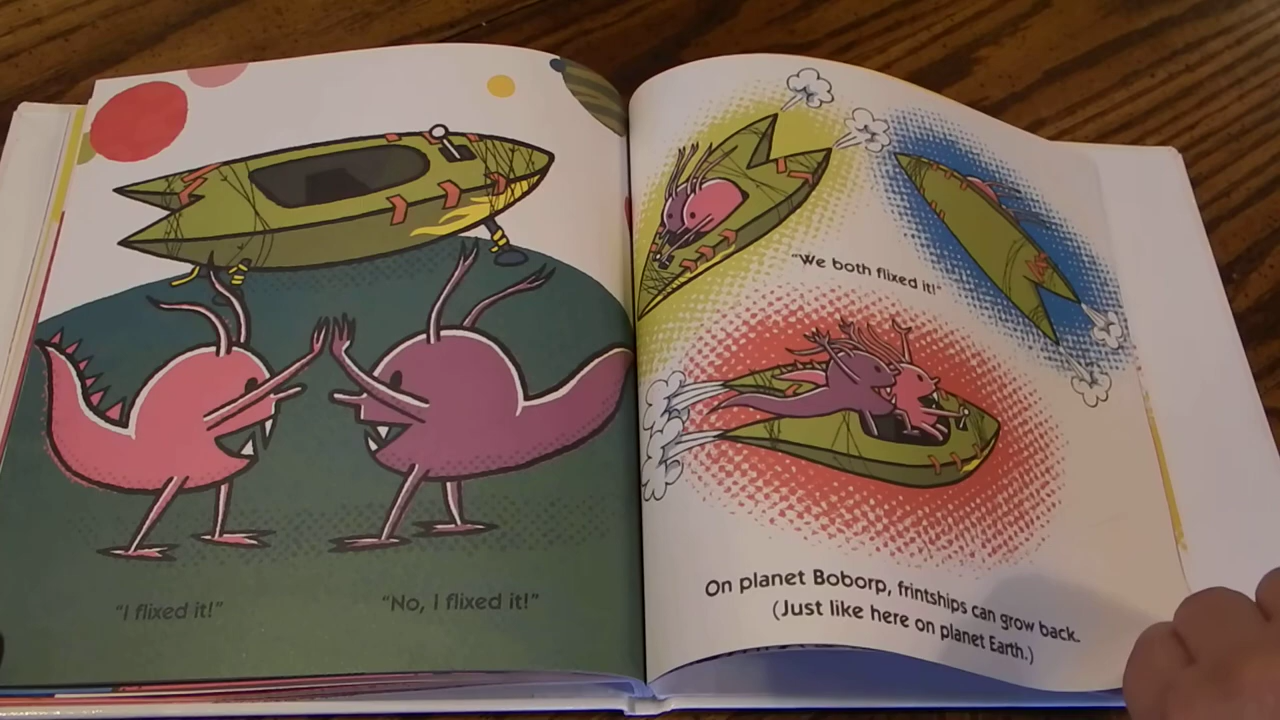 "I flixed it!"
"No, I flixed it!"
"We both flixed it!"
On planet Boborp, frintships can grow back.
(Just like here on planet Earth.)